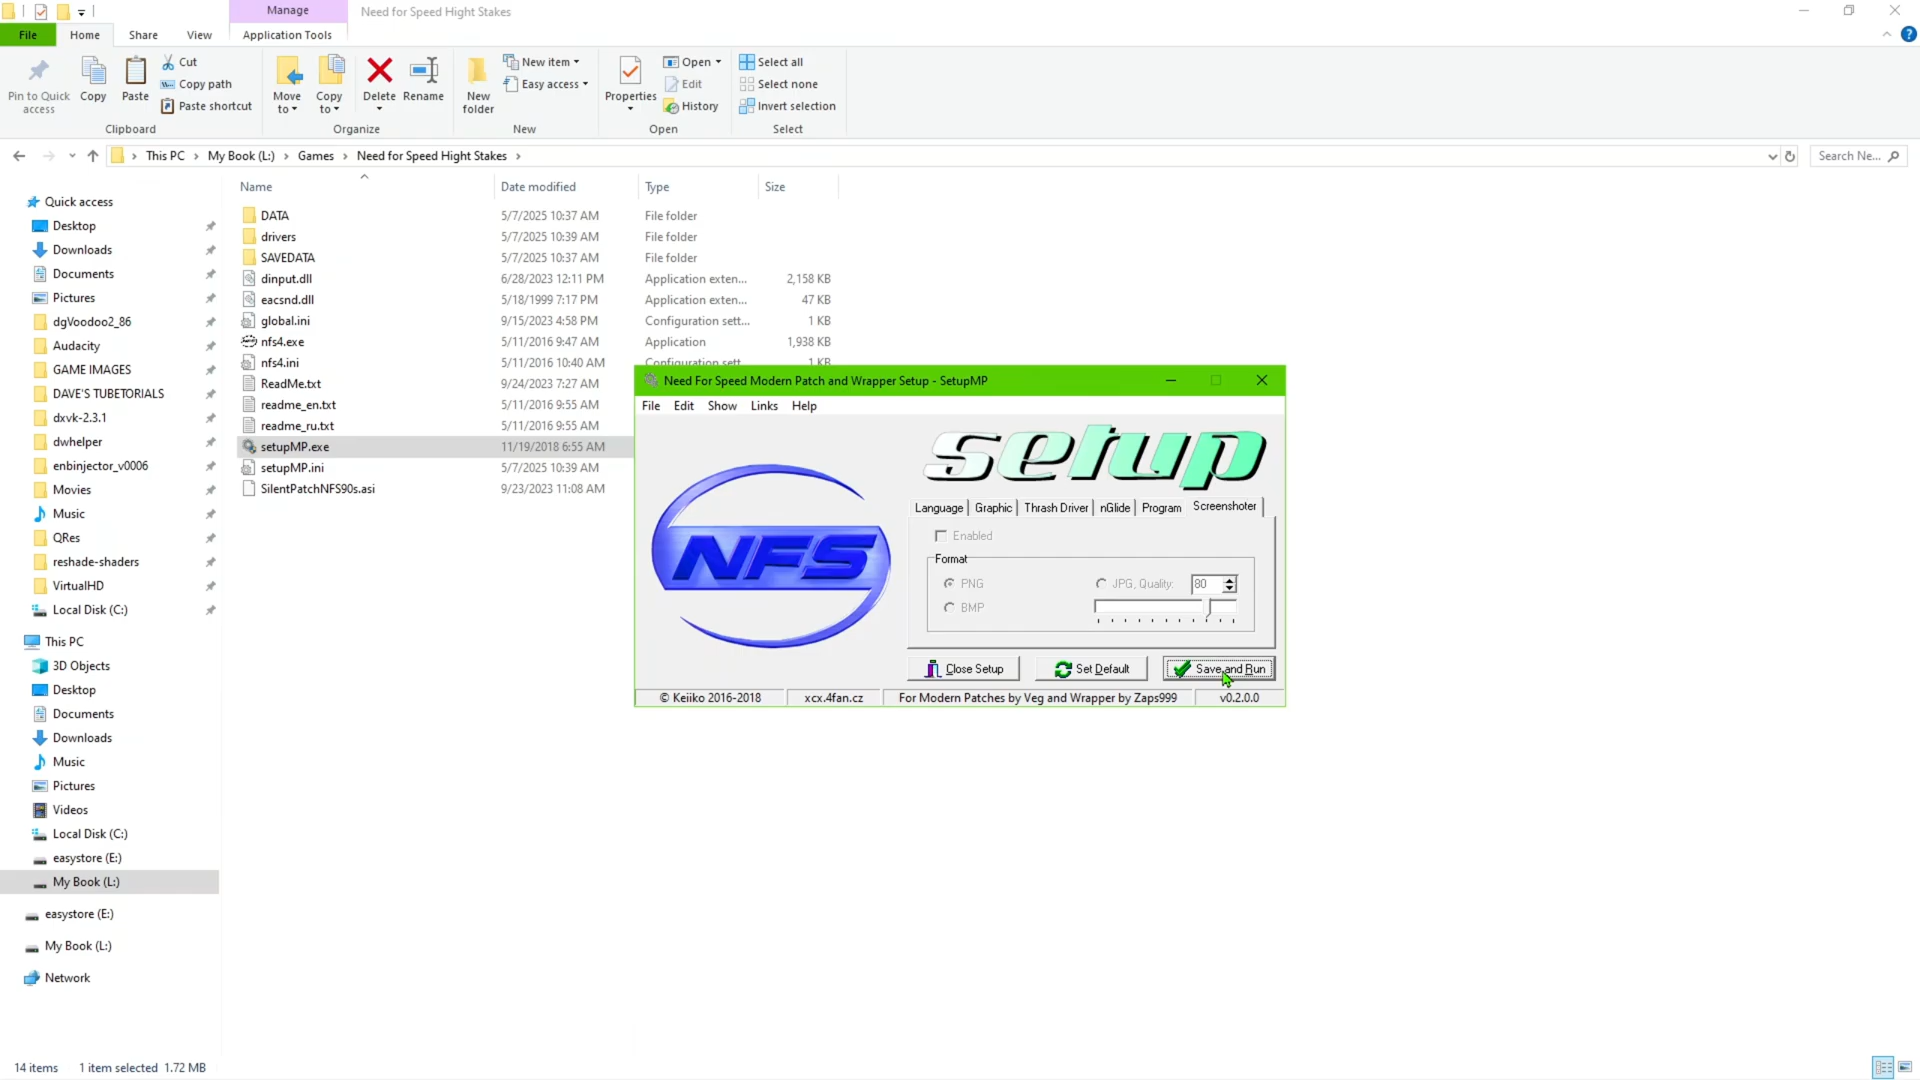 Manage
Need for Speed Hight Stakes
File
Home
Share
View
Application Tools
Pin to Quick access
Copy
Paste
Cut
Copy path
Paste shortcut
Clipboard
Move to
Copy to
Delete
Rename
Organize
New folder
New item
Easy access
New
Properties
Open
Edit
History
Open
Select all
Select none
Invert selection
Select
This PC > My Book (L:) > Games > Need for Speed Hight Stakes >
Search Ne...
Name
Date modified
Type
Size
Quick access
Desktop
Downloads
Documents
Pictures
dgVoodoo2_86
Audacity
GAME IMAGES
DAVE'S TUBETORIALS
dxvk-2.3.1
dwhelper
enbinjector_v0006
Movies
Music
QRes
reshade-shaders
VirtualHD
Local Disk (C:)
This PC
3D Objects
Desktop
Documents
Downloads
Music
Pictures
Videos
Local Disk (C:)
easystore (E:)
My Book (L:)
easystore (E:)
My Book (L:)
Network
DATA 5/7/2025 10:37 AM File folder
drivers 5/7/2025 10:39 AM File folder
SAVEDATA 5/7/2025 10:37 AM File folder
dinput.dll 6/28/2023 12:11 PM Application exten... 2,158 KB
eacsnd.dll 5/18/1999 7:17 PM Application exten... 47 KB
global.ini 9/15/2023 4:58 PM Configuration sett... 1 KB
nfs4.exe 5/11/2016 9:47 AM Application 1,938 KB
nfs4.ini 5/11/2016 10:40 AM Configuration sett... 1 KB
ReadMe.txt 9/24/2023 7:27 AM
readme_en.txt 5/11/2016 9:55 AM
readme_ru.txt 5/11/2016 9:55 AM
setupMP.exe 11/19/2018 6:55 AM
setupMP.ini 5/7/2025 10:39 AM
SilentPatchNFS90s.asi 9/23/2023 11:08 AM
Need For Speed Modern Patch and Wrapper Setup - SetupMP
File Edit Show Links Help
setup
NFS
Language Graphic Thrash Driver nGlide Program Screenshoter
Enabled
Format
PNG
JPG, Quality: 80
BMP
Close Setup
Set Default
Save and Run
© Keiiko 2016-2018
xcx.4fan.cz
For Modern Patches by Veg and Wrapper by Zaps999
v0.2.0.0
14 items
1 item selected 1.72 MB